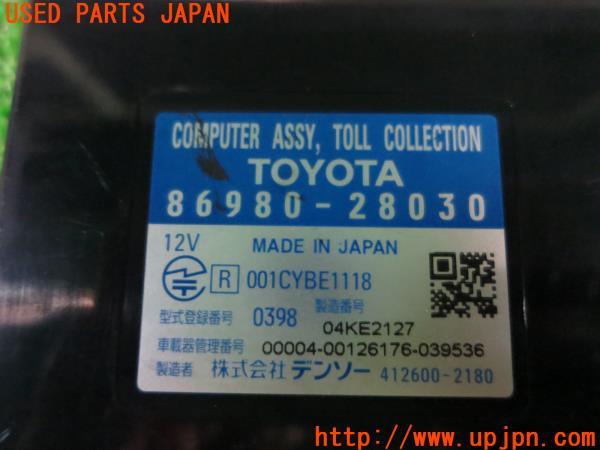 USED PARTS JAPAN
COMPUTER ASSY, TOLL COLLECTION
TOYOTA
86980-28030
12V MADE IN JAPAN
R 001CYBE1118
型式登録番号 0398 製造番号 04KE2127
車載器管理番号 00004-00126176-039536
製造者 株式会社 デンソー 412600-2180
https://www.upjpn.com